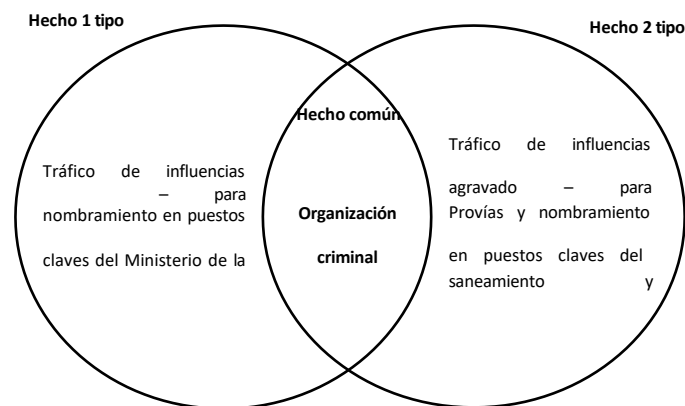 Hecho 1 tipo
Hecho 2 tipo
Hecho común
Tráfico de influencias
– para
nombramiento en puestos
claves del Ministerio de la
Organización
criminal
Tráfico de influencias
agravado – para
Provías y nombramiento
en puestos claves del
saneamiento y